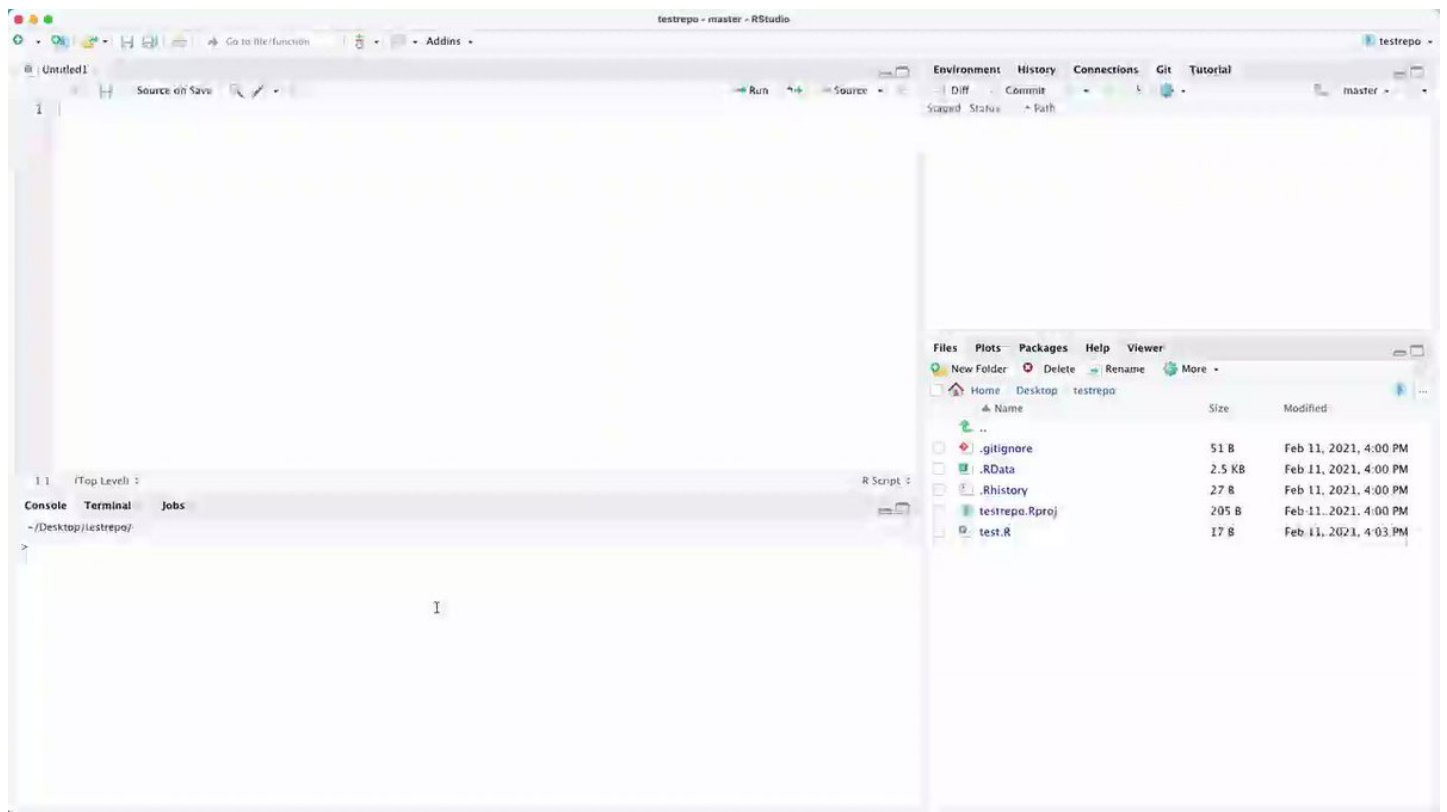 testrepo - master - RStudio
Go to file/function
Addins
testrepo
Untitled1
Source on Save
Run
Source
1
1 1
(Top Level)
R Script
Console Terminal Jobs
~/Desktop/testrepo/
>
Environment History Connections Git Tutorial
Diff Commit
master
Staged Status Path
Files Plots Packages Help Viewer
New Folder Delete Rename More
Home Desktop testrepo
Name Size Modified
..
.gitignore 51 B Feb 11, 2021, 4:00 PM
.RData 2.5 KB Feb 11, 2021, 4:00 PM
.Rhistory 27 B Feb 11, 2021, 4:00 PM
testrepo.Rproj 205 B Feb 11, 2021, 4:00 PM
test.R 17 B Feb 11, 2021, 4:03 PM